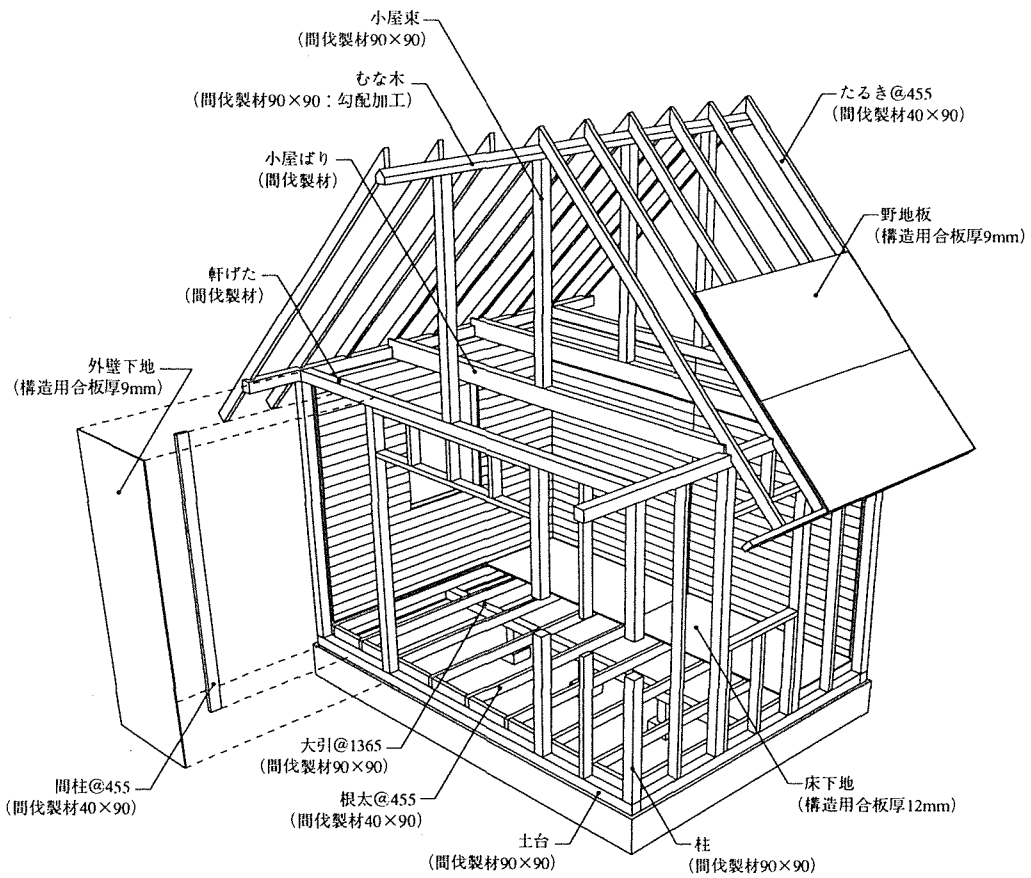 小屋束
(間伐製材90×90)
むな木
(間伐製材90×90：勾配加工)
たるき@455
(間伐製材40×90)
小屋ばり
(間伐製材)
野地板
(構造用合板厚9mm)
軒げた
(間伐製材)
外壁下地
(構造用合板厚9mm)
大引@1365
(間伐製材90×90)
間柱@455
(間伐製材40×90)
根太@455
(間伐製材40×90)
床下地
(構造用合板厚12mm)
土台
(間伐製材90×90)
柱
(間伐製材90×90)